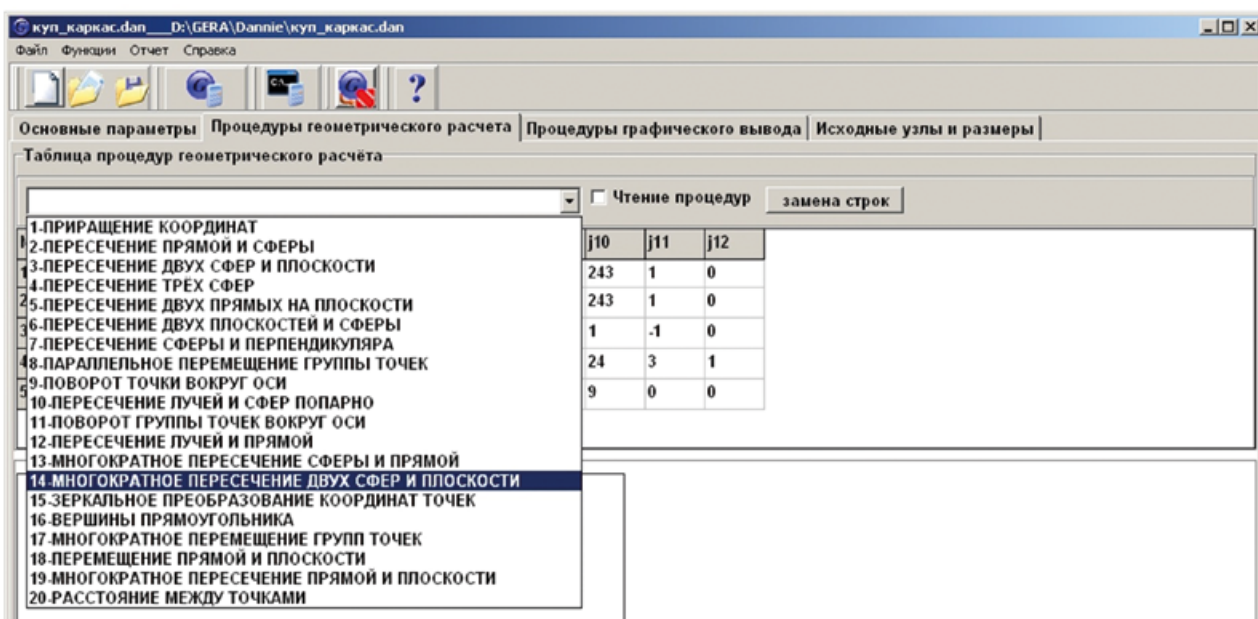 куп_каркас.dan___D:\GERA\Dannie\куп_каркас.dan
Файл Функции Отчет Справка
Основные параметры Процедуры геометрического расчета Процедуры графического вывода Исходные узлы и размеры
Таблица процедур геометрического расчёта
Чтение процедур замена строк
1-ПРИРАЩЕНИЕ КООРДИНАТ
2-ПЕРЕСЕЧЕНИЕ ПРЯМОЙ И СФЕРЫ
3-ПЕРЕСЕЧЕНИЕ ДВУХ СФЕР И ПЛОСКОСТИ
4-ПЕРЕСЕЧЕНИЕ ТРЁХ СФЕР
5-ПЕРЕСЕЧЕНИЕ ДВУХ ПРЯМЫХ НА ПЛОСКОСТИ
6-ПЕРЕСЕЧЕНИЕ ДВУХ ПЛОСКОСТЕЙ И СФЕРЫ
7-ПЕРЕСЕЧЕНИЕ СФЕРЫ И ПЕРПЕНДИКУЛЯРА
8-ПАРАЛЛЕЛЬНОЕ ПЕРЕМЕЩЕНИЕ ГРУППЫ ТОЧЕК
9-ПОВОРОТ ТОЧКИ ВОКРУГ ОСИ
10-ПЕРЕСЕЧЕНИЕ ЛУЧЕЙ И СФЕР ПОПАРНО
11-ПОВОРОТ ГРУППЫ ТОЧЕК ВОКРУГ ОСИ
12-ПЕРЕСЕЧЕНИЕ ЛУЧЕЙ И ПРЯМОЙ
13-МНОГОКРАТНОЕ ПЕРЕСЕЧЕНИЕ СФЕРЫ И ПРЯМОЙ
14-МНОГОКРАТНОЕ ПЕРЕСЕЧЕНИЕ ДВУХ СФЕР И ПЛОСКОСТИ
15-ЗЕРКАЛЬНОЕ ПРЕОБРАЗОВАНИЕ КООРДИНАТ ТОЧЕК
16-ВЕРШИНЫ ПРЯМОУГОЛЬНИКА
17-МНОГОКРАТНОЕ ПЕРЕМЕЩЕНИЕ ГРУПП ТОЧЕК
18-ПЕРЕМЕЩЕНИЕ ПРЯМОЙ И ПЛОСКОСТИ
19-МНОГОКРАТНОЕ ПЕРЕСЕЧЕНИЕ ПРЯМОЙ И ПЛОСКОСТИ
20-РАССТОЯНИЕ МЕЖДУ ТОЧКАМИ
j10 j11 j12
243 1 0
243 1 0
1 -1 0
24 3 1
9 0 0